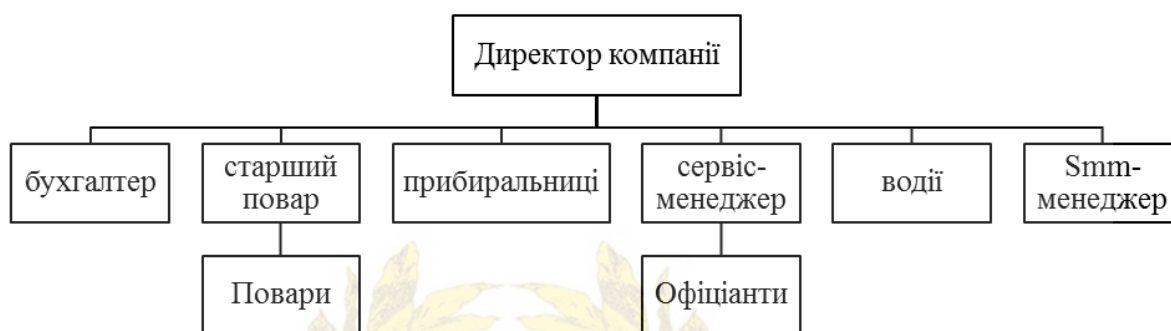 Директор компанії
бухгалтер
старший
повар
прибиральниці
сервіс-
менеджер
водії
Smm-
менеджер
Повари
Офіціанти